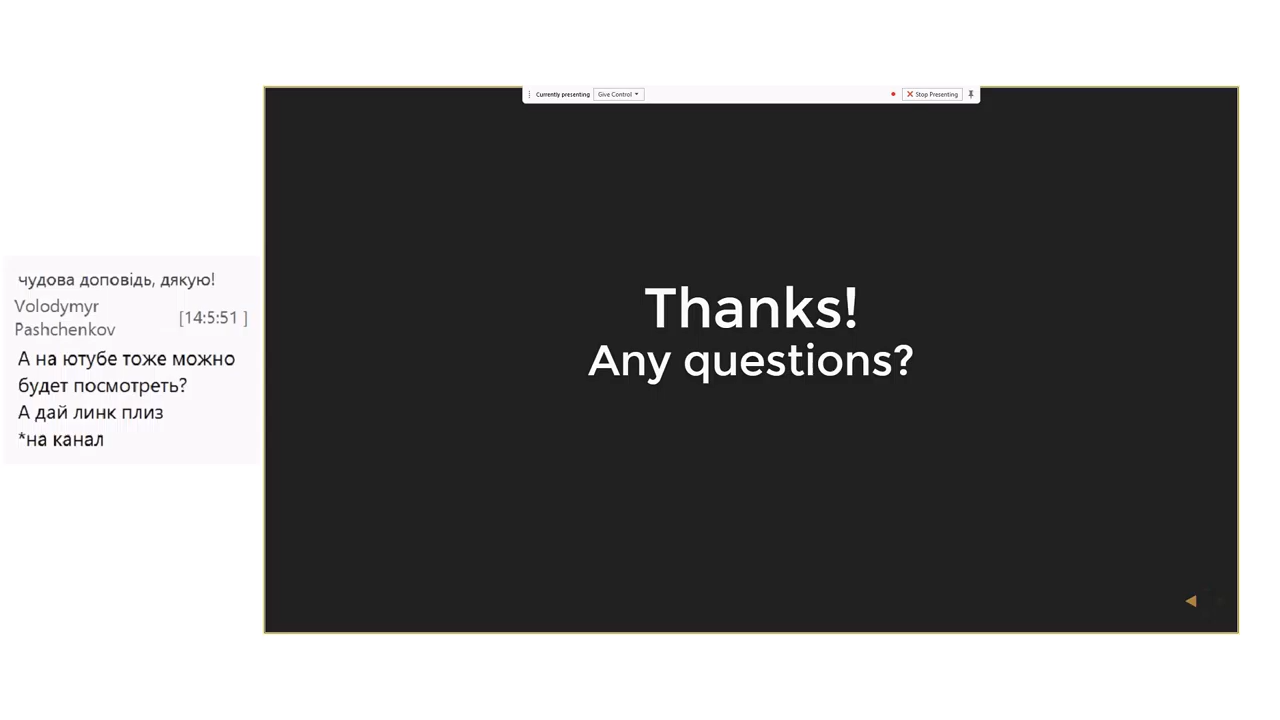 Currently presenting Give Control Stop Presenting
чудова доповідь, дякую!
Volodymyr
Pashchenkov [14:5:51 ]
А на ютубе тоже можно
будет посмотреть?
А дай линк плиз
*на канал
Thanks!
Any questions?